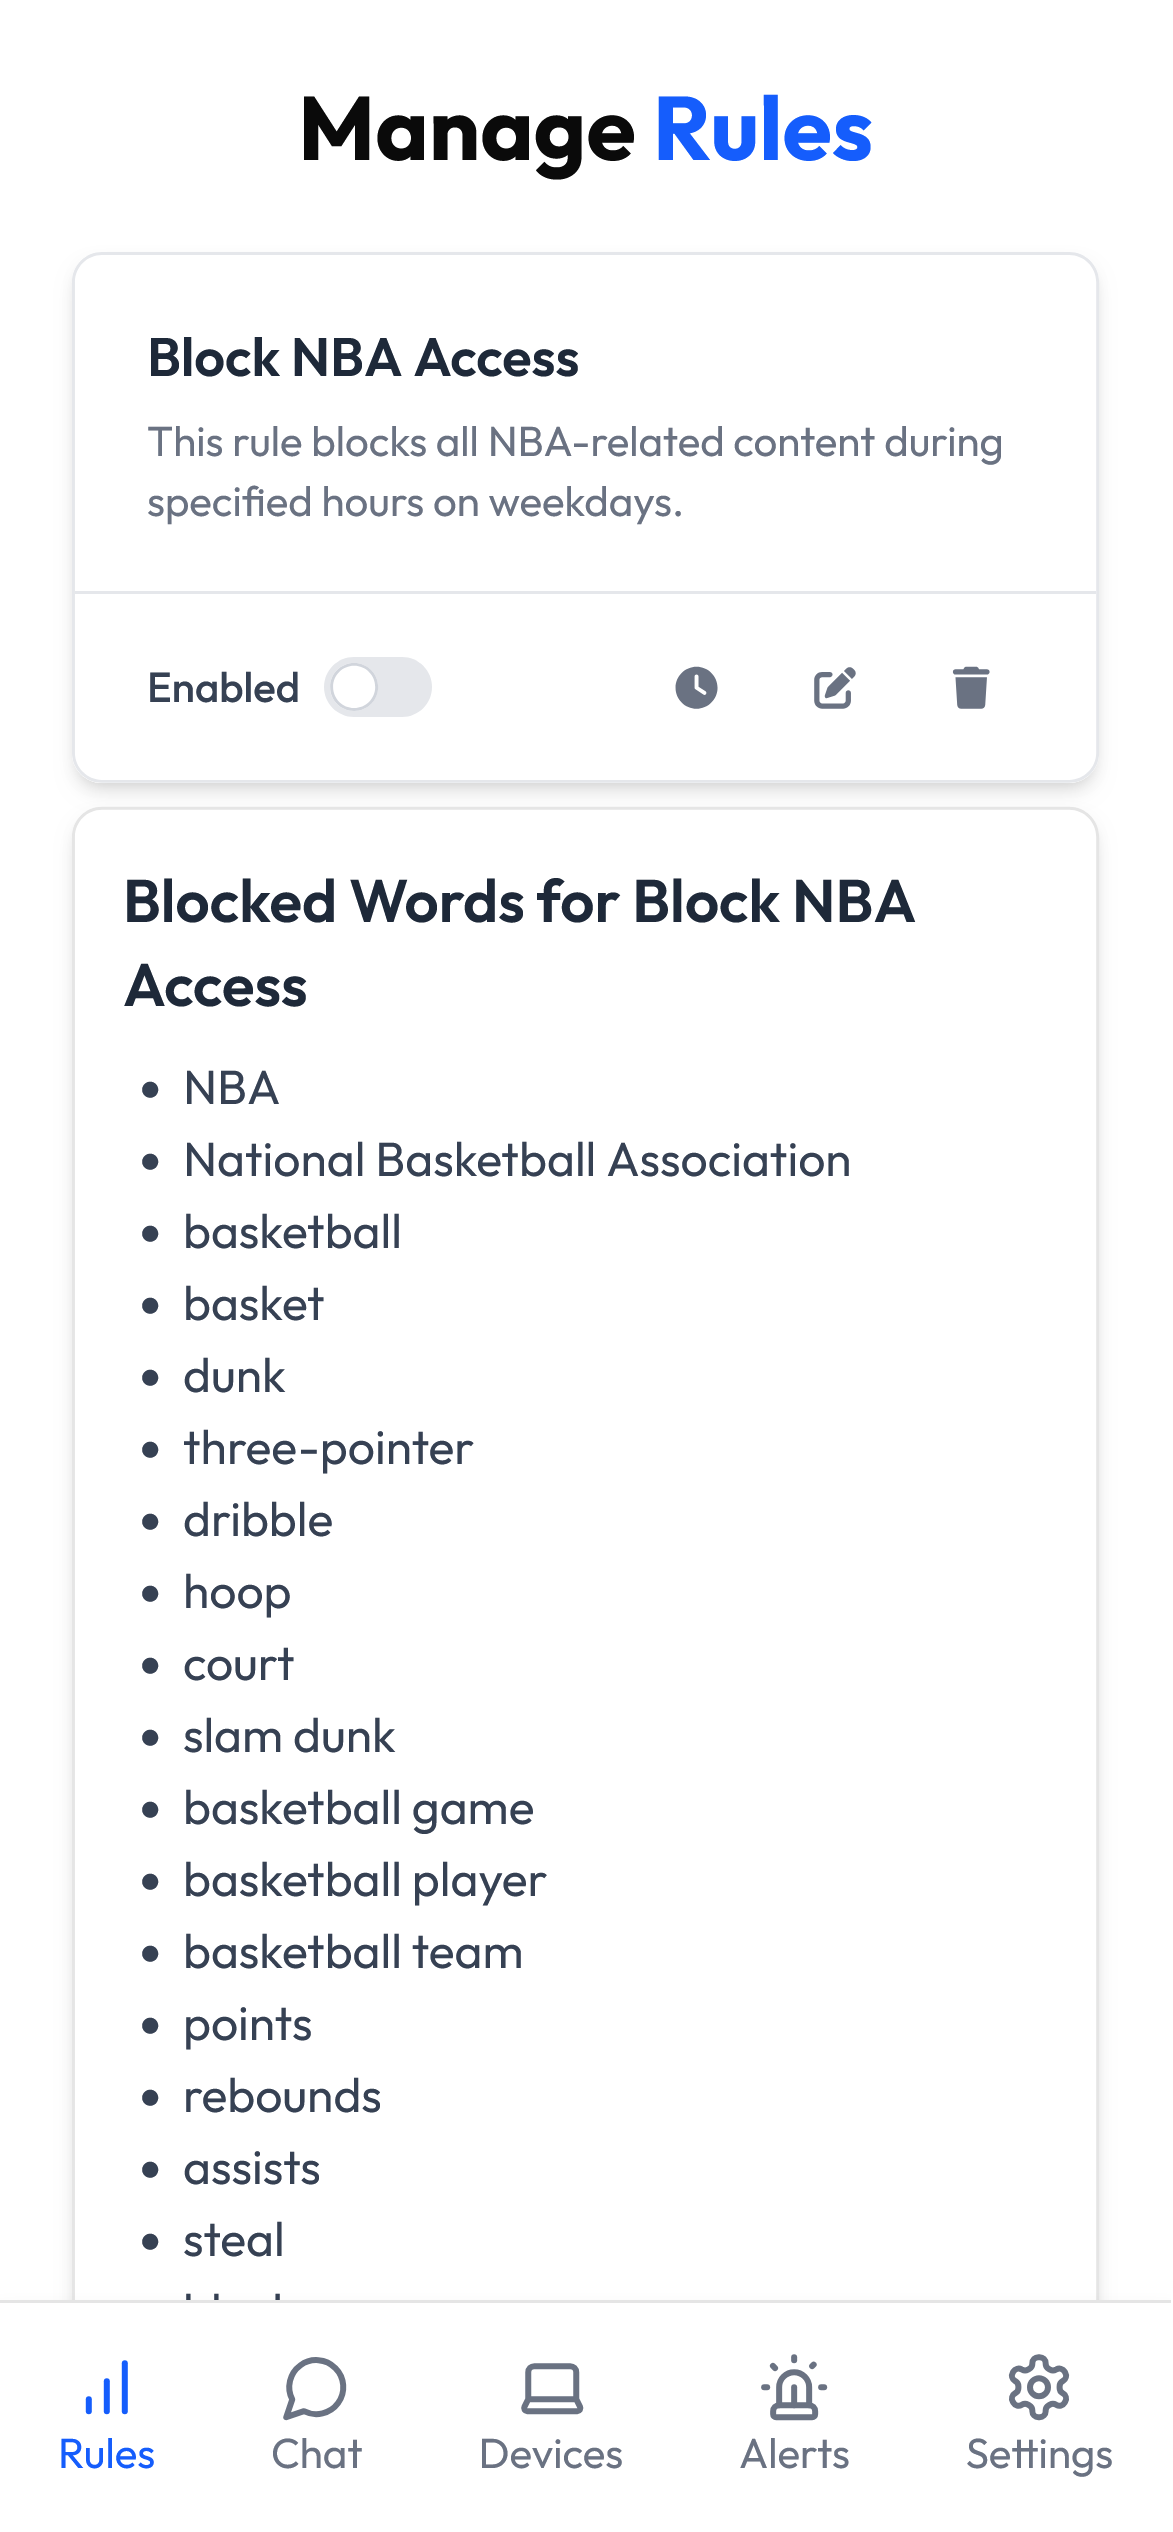 Manage Rules
Block NBA Access
This rule blocks all NBA-related content during
specified hours on weekdays.
Enabled
Blocked Words for Block NBA
Access
• NBA
• National Basketball Association
• basketball
• basket
• dunk
• three-pointer
• dribble
• hoop
• court
• slam dunk
• basketball game
• basketball player
• basketball team
• points
• rebounds
• assists
• steal
Rules
Chat
Devices
Alerts
Settings